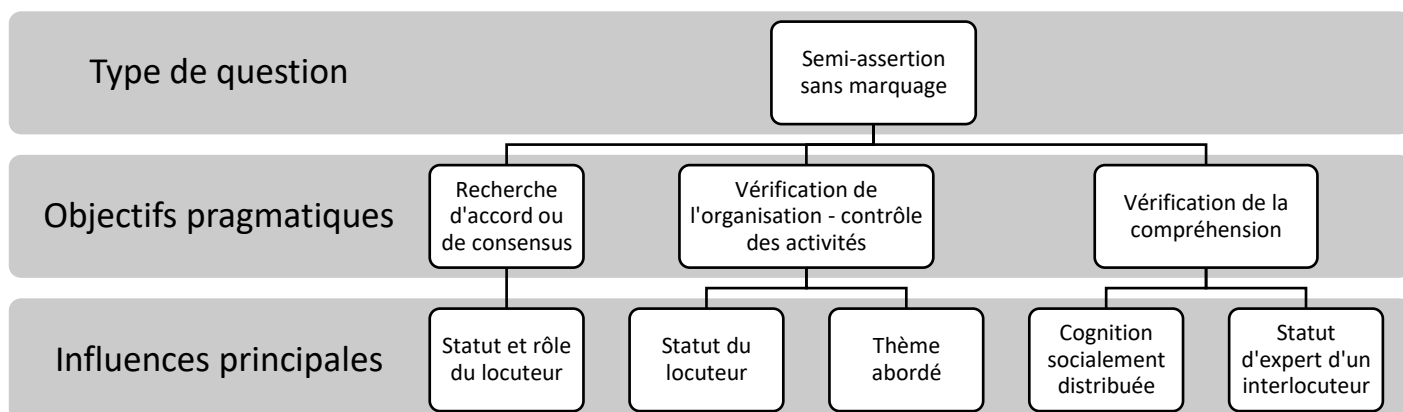 Type de question
Semi-assertion
sans marquage
Objectifs pragmatiques
Recherche
d'accord ou
de consensus
Vérification de
l'organisation - contrôle
des activités
Vérification de la
compréhension
Influences principales
Statut et rôle
du locuteur
Statut du
locuteur
Thème
abordé
Cognition
socialement
distribuée
Statut
d'expert d'un
interlocuteur